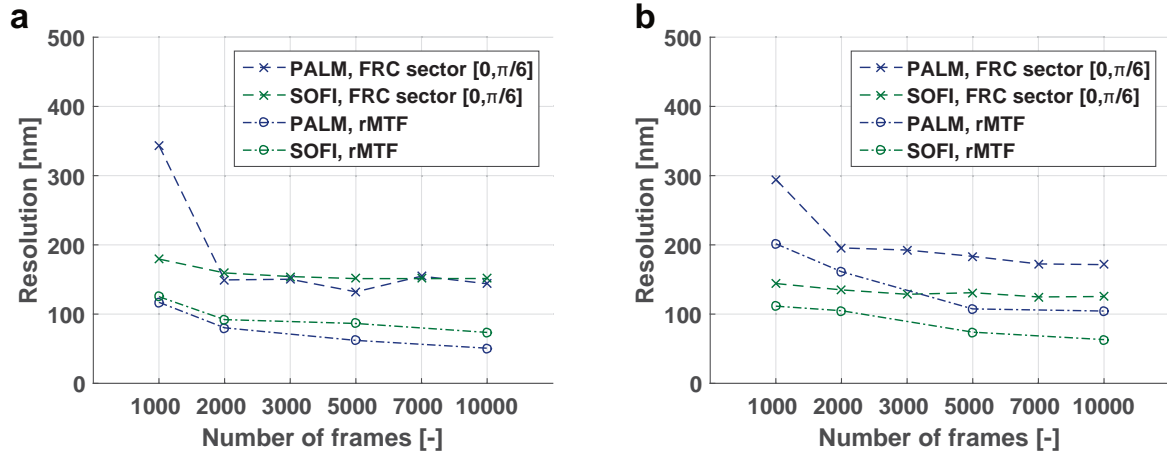 a
500
400
300
200
100
0
Resolution [nm]
PALM, FRC sector [0,π/6]
SOFI, FRC sector [0,π/6]
PALM, rMTF
SOFI, rMTF
1000 2000 3000 5000 7000 10000
Number of frames [-]
b
500
400
300
200
100
0
Resolution [nm]
PALM, FRC sector [0,π/6]
SOFI, FRC sector [0,π/6]
PALM, rMTF
SOFI, rMTF
1000 2000 3000 5000 7000 10000
Number of frames [-]